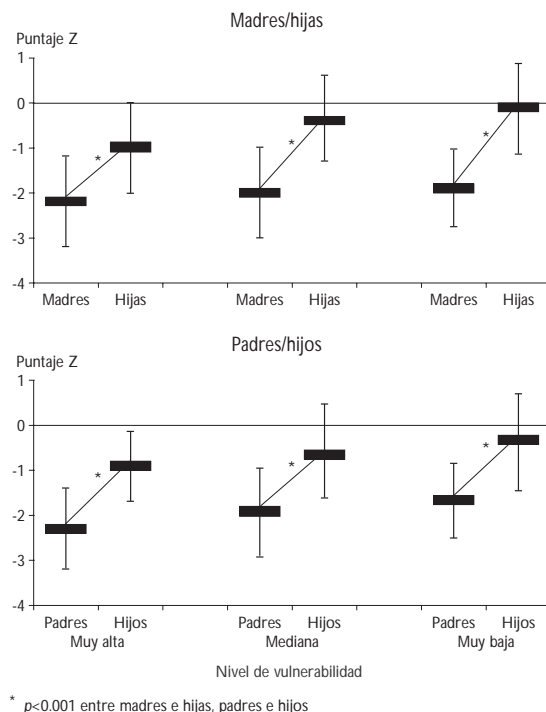 Madres/hijas
Puntaje Z
1
0
-1
-2
-3
-4
* * *
Madres Hijas Madres Hijas Madres Hijas
Padres/hijos
Puntaje Z
1
0
-1
-2
-3
-4
* * *
Padres Hijos Padres Hijos Padres Hijos
Muy alta Mediana Muy baja
Nivel de vulnerabilidad
* p<0.001 entre madres e hijas, padres e hijos